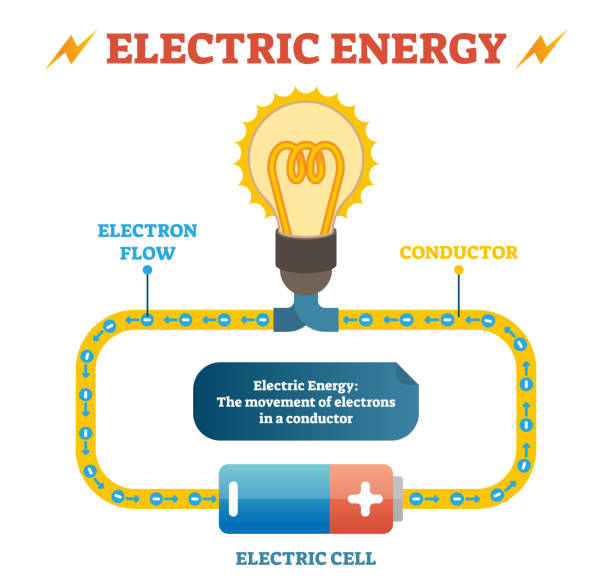 ELECTRIC ENERGY
ELECTRON
FLOW
CONDUCTOR
Electric Energy:
The movement of electrons
in a conductor
ELECTRIC CELL